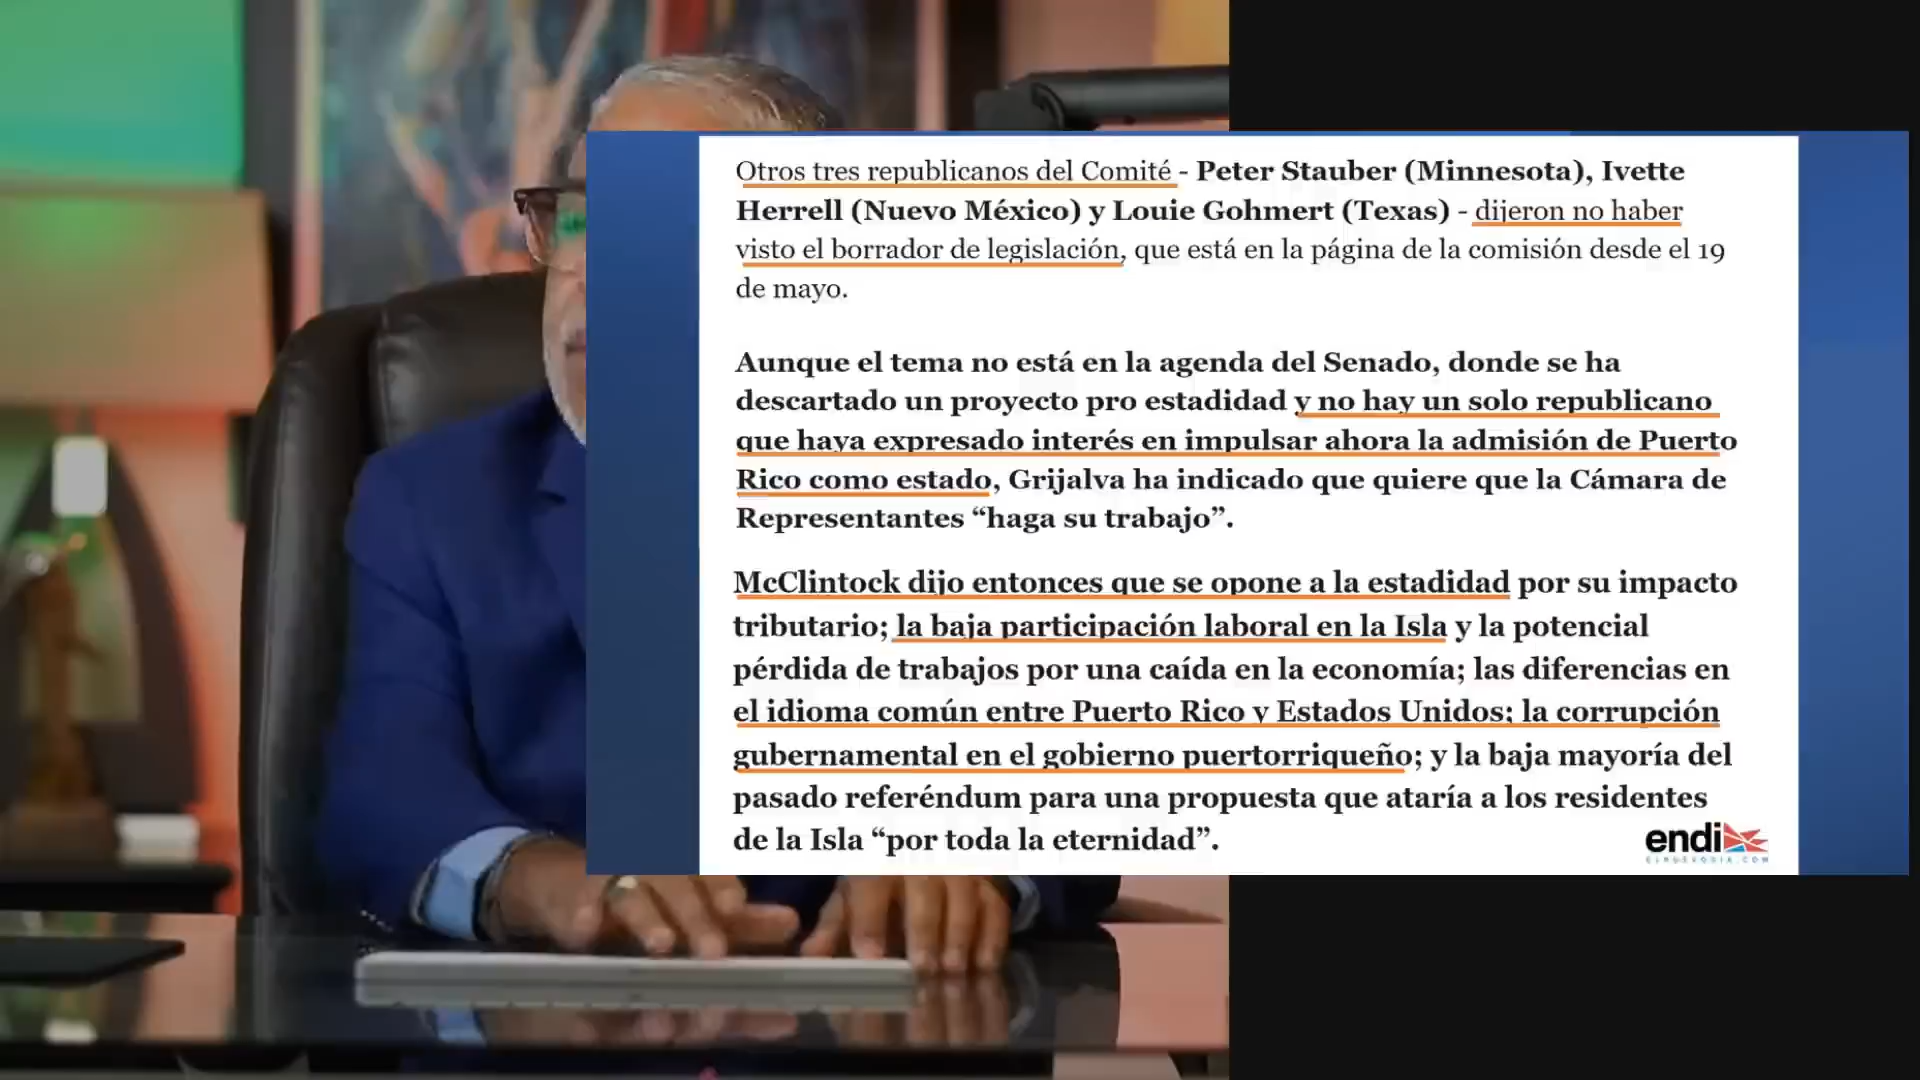 Otros tres republicanos del Comité - Peter Stauber (Minnesota), Ivette
Herrell (Nuevo México) y Louie Gohmert (Texas) - dijeron no haber
visto el borrador de legislación, que está en la página de la comisión desde el 19
de mayo.
Aunque el tema no está en la agenda del Senado, donde se ha
descartado un proyecto pro estadidad y no hay un solo republicano
que haya expresado interés en impulsar ahora la admisión de Puerto
Rico como estado, Grijalva ha indicado que quiere que la Cámara de
Representantes “haga su trabajo”.
McClintock dijo entonces que se opone a la estadidad por su impacto
tributario; la baja participación laboral en la Isla y la potencial
pérdida de trabajos por una caída en la economía; las diferencias en
el idioma común entre Puerto Rico y Estados Unidos; la corrupción
gubernamental en el gobierno puertorriqueño; y la baja mayoría del
pasado referéndum para una propuesta que ataría a los residentes
de la Isla “por toda la eternidad”.
endi
ELNUEVODIA.COM